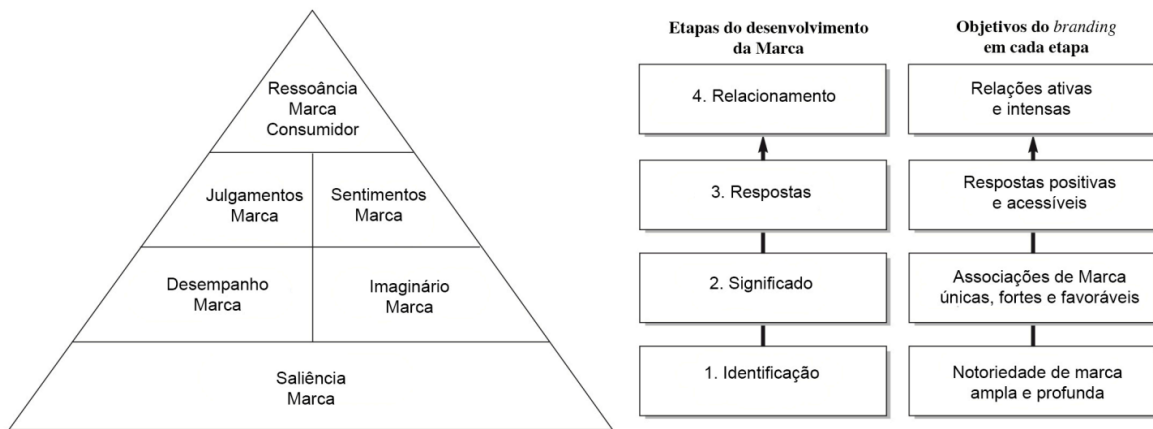 Ressoância
Marca
Consumidor
Julgamentos
Marca
Sentimentos
Marca
Desempanho
Marca
Imaginário
Marca
Saliência
Marca
Etapas do desenvolvimento
da Marca
4. Relacionamento
3. Respostas
2. Significado
1. Identificação
Objetivos do branding
em cada etapa
Relações ativas
e intensas
Respostas positivas
e acessíveis
Associações de Marca
únicas, fortes e favoráveis
Notoriedade de marca
ampla e profunda